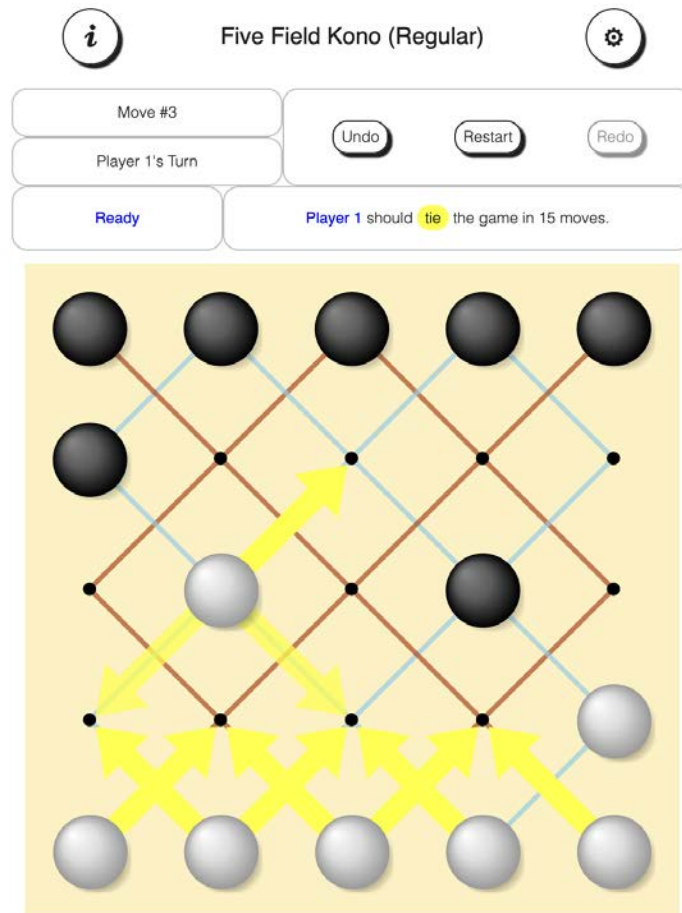 i
Five Field Kono (Regular)
Move #3
Undo
Restart
Redo
Player 1's Turn
Ready
Player 1 should tie the game in 15 moves.